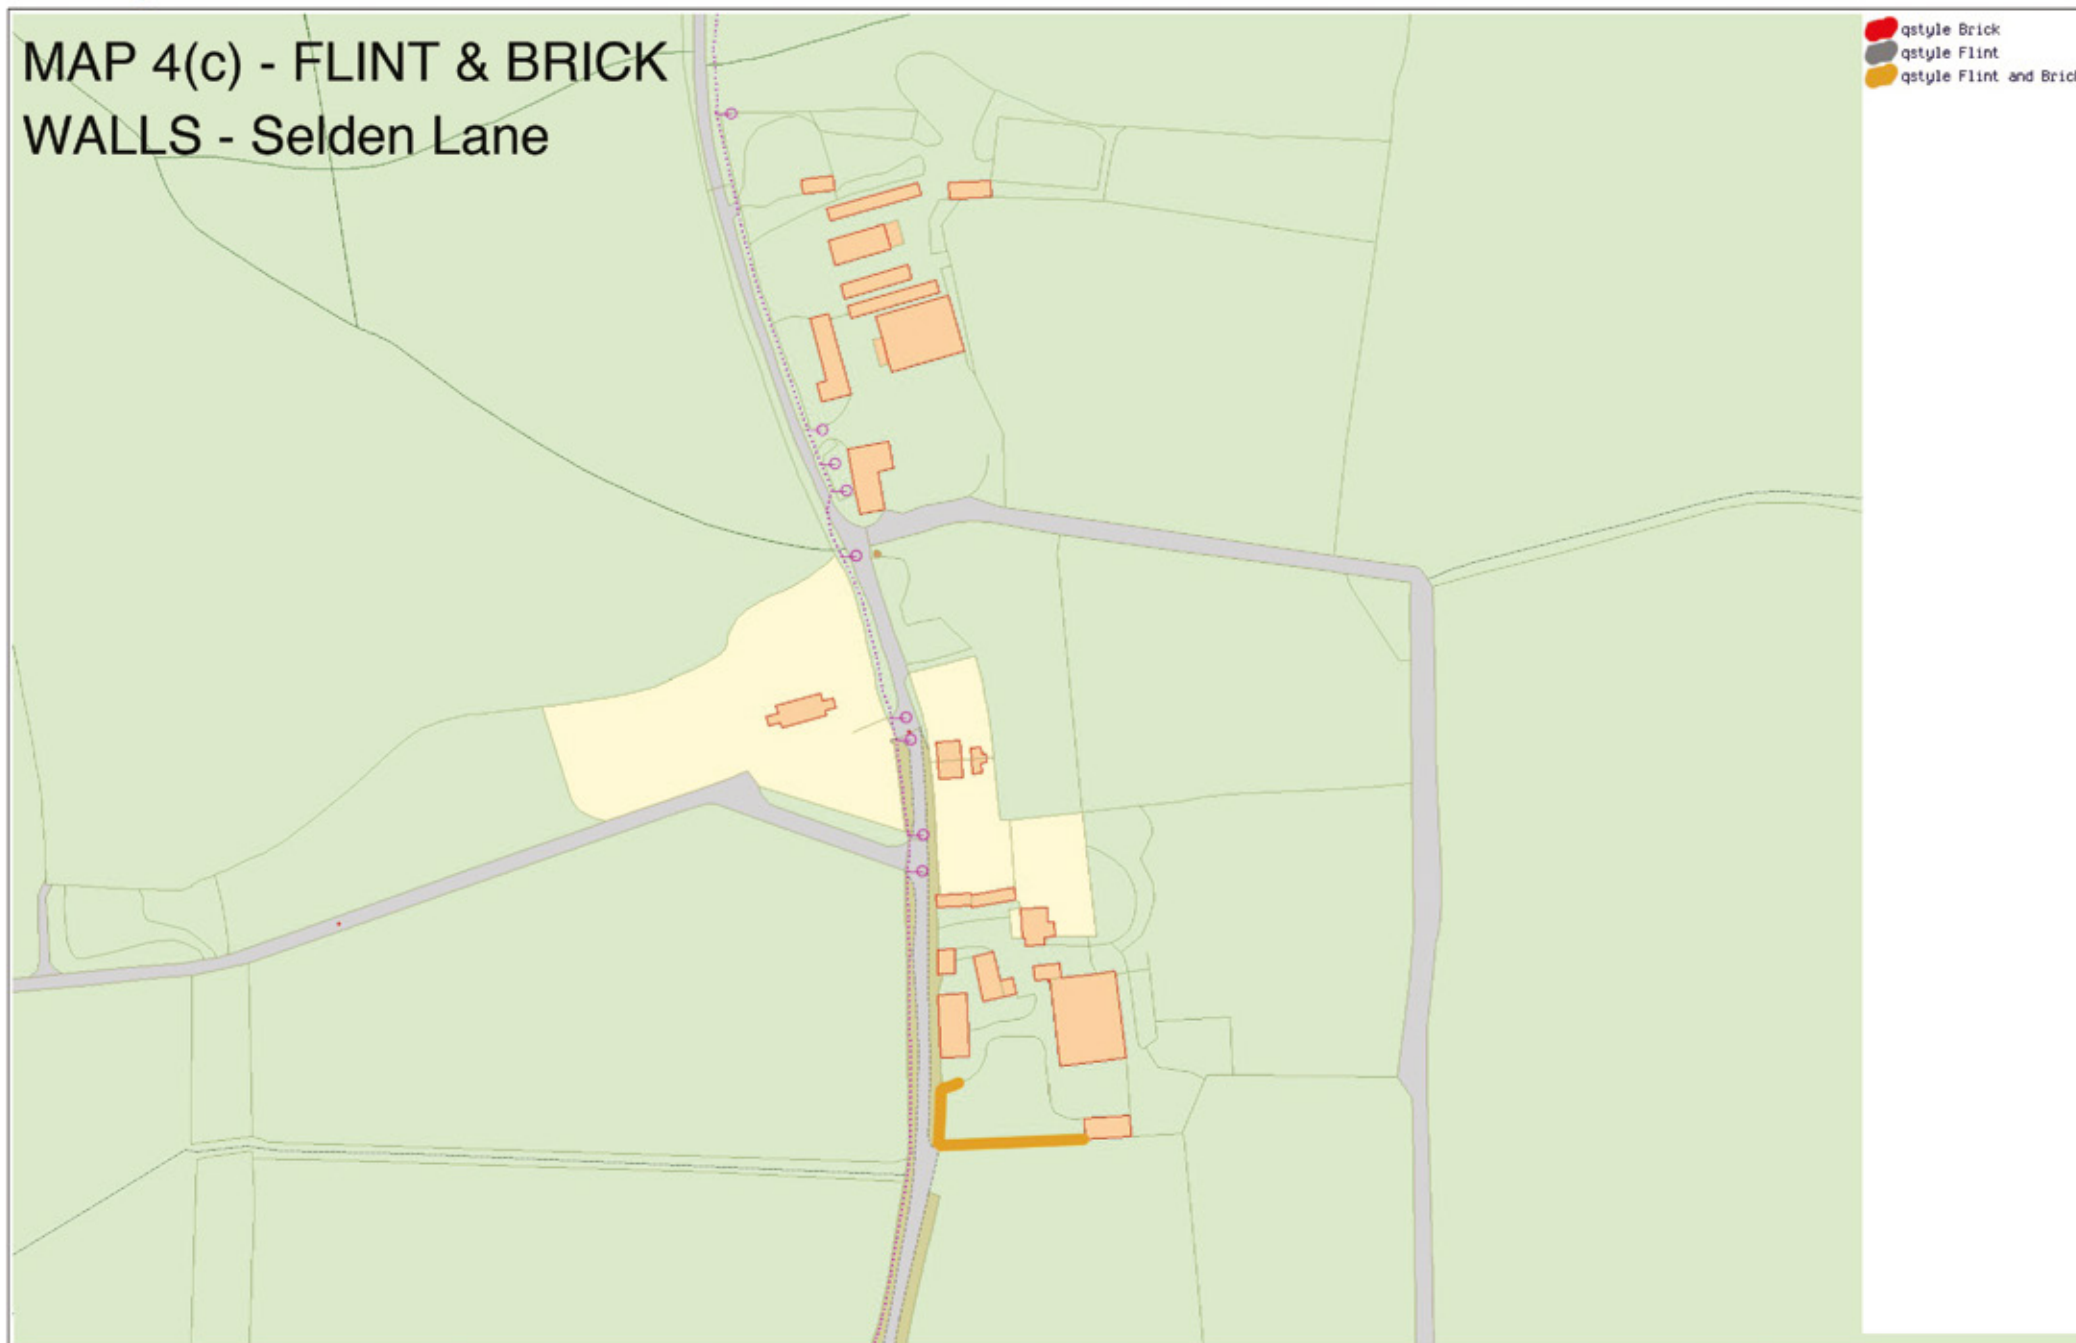 MAP 4(c) - FLINT & BRICK
WALLS - Selden Lane
qstyle Brick
qstyle Flint
qstyle Flint and Brick